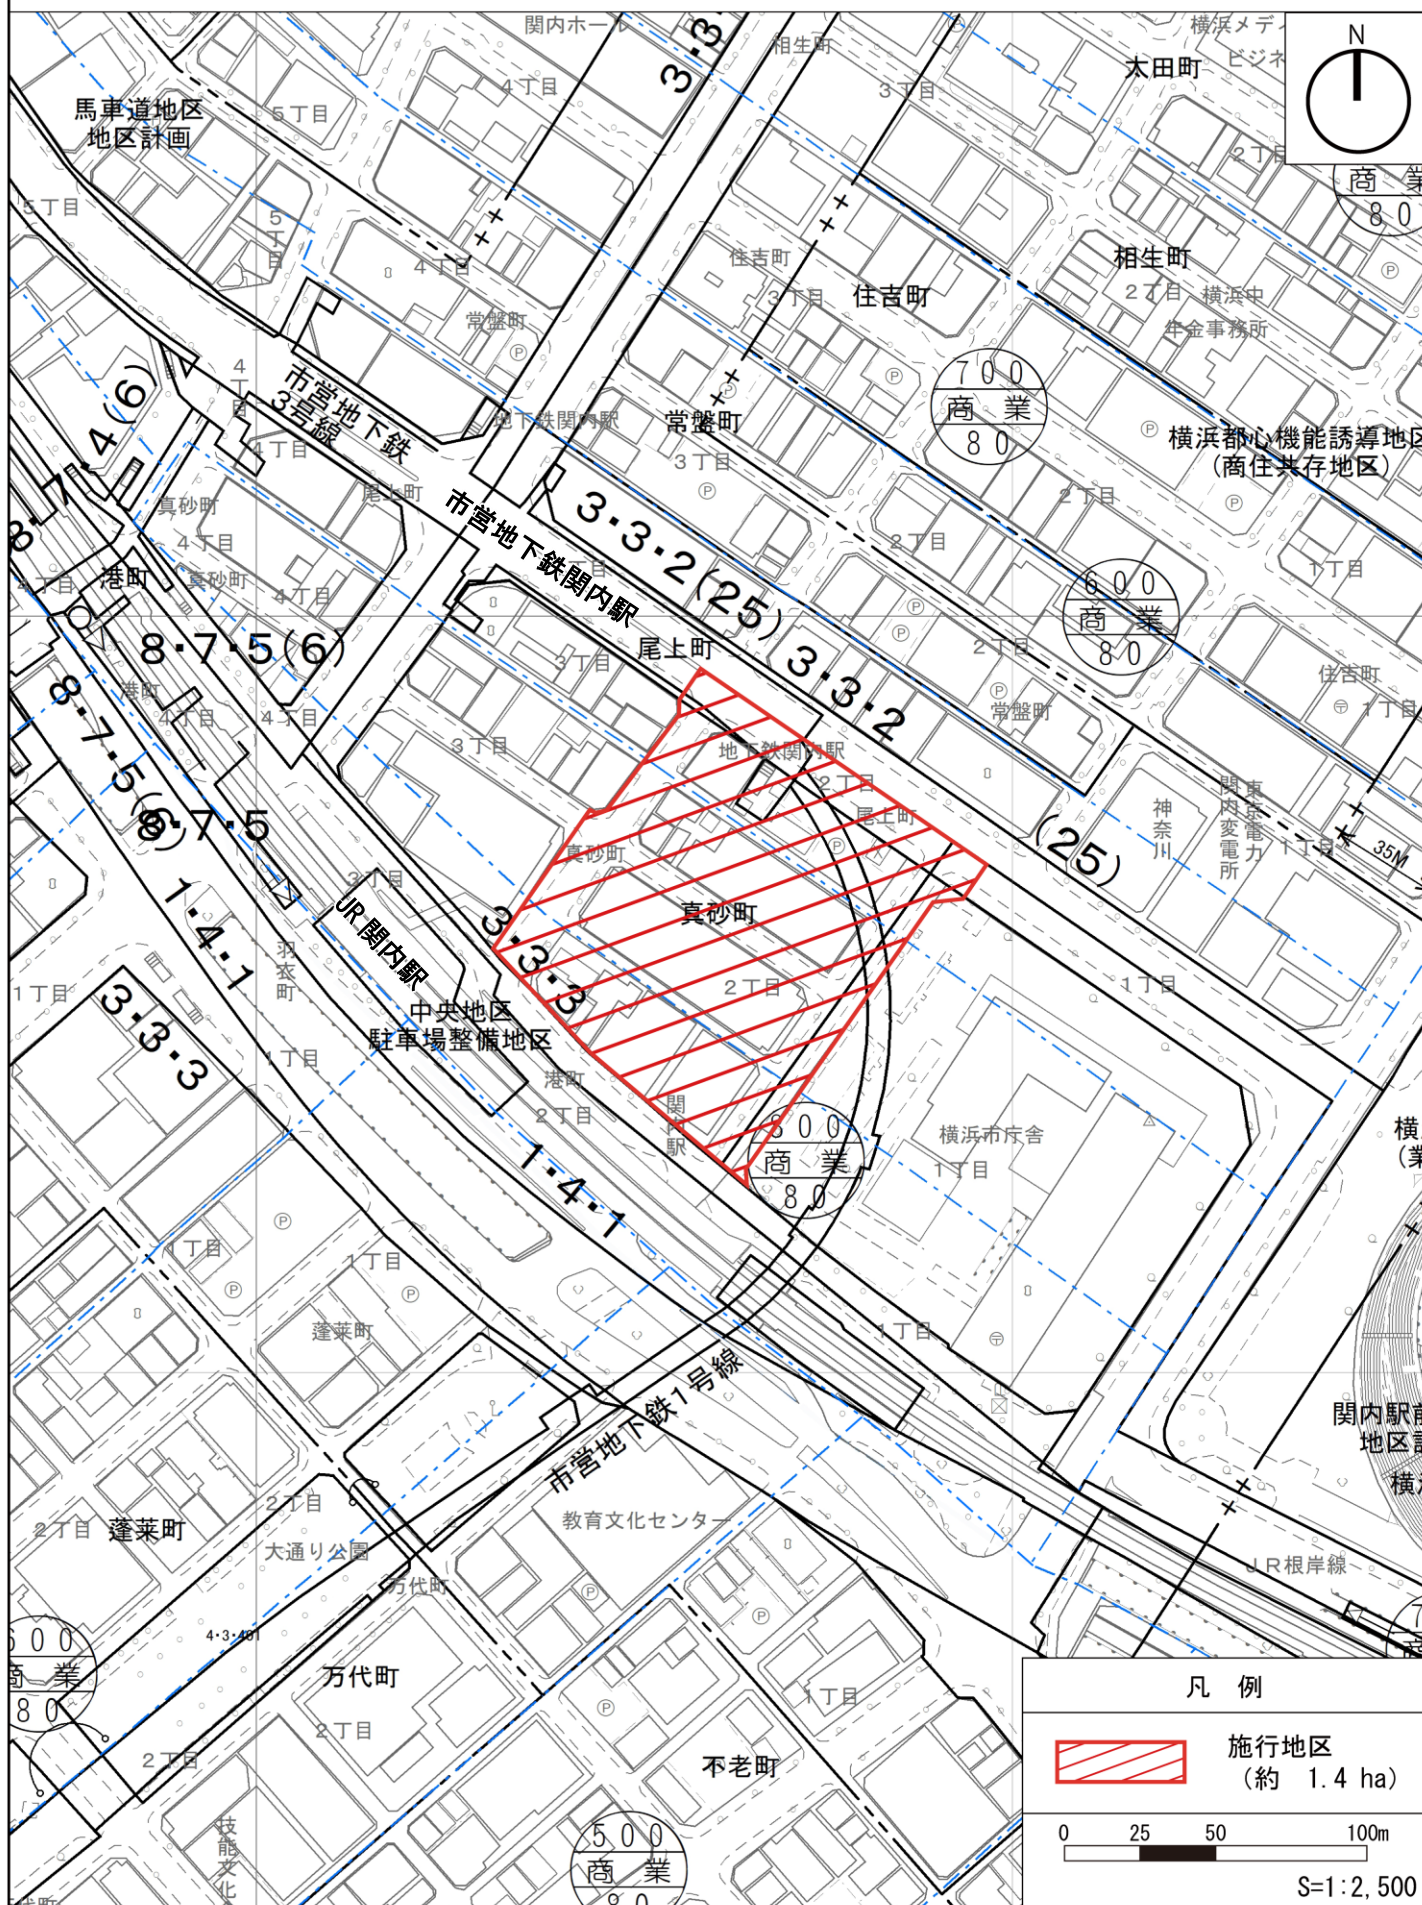 関内ホール
3・3
相生町
横浜メディ
ビジネ
太田町
N
4丁目
3丁目
馬車道地区
地区計画
5丁目
2丁目
商 業
80
5丁目
5丁目
4丁目
住吉町
3丁目
住吉町
相生町
2丁目
横浜中
年金事務所
常盤町
4丁目
市営地下鉄
3号線
地下鉄関内駅
常盤町
3丁目
700
商 業
80
横浜都心機能誘導地区
(商住共存地区)
8・7・4(6)
4丁目
尾上町
真砂町
4丁目
市営地下鉄関内駅
3・3・2(25)
2丁目
2丁目
1丁目
4丁目
港町
真砂町
4丁目
600
商 業
80
8・7・5(6)
尾上町
3丁目
3・3・2
2丁目
住吉町
1丁目
8・7・5(6)
港町
4丁目
4丁目
3丁目
地下鉄関内駅
2丁目
常盤町
8・7・5
尾上町
(25)
神奈川
東京電力
関内変電所
1丁目
35M
真砂町
3丁目
1・4・1
JR関内駅
3・3・3
真砂町
羽衣町
1丁目
3・3・3
中央地区
駐車場整備地区
2丁目
1丁目
1丁目
港町
2丁目
関内駅
800
商 業
80
横浜市庁舎
1丁目
横
(業
1・4・1
1丁目
1丁目
蓬莱町
1丁目
市営地下鉄1号線
関内駅前
地区計
横浜
2丁目
2丁目
蓬莱町
大通り公園
教育文化センター
万代町
JR根岸線
600
商 業
80
4・3・401
万代町
2丁目
1丁目
2丁目
不老町
技能文化
500
商 業
80
凡 例
施行地区
(約 1.4 ha)
0 25 50 100m
S=1:2,500